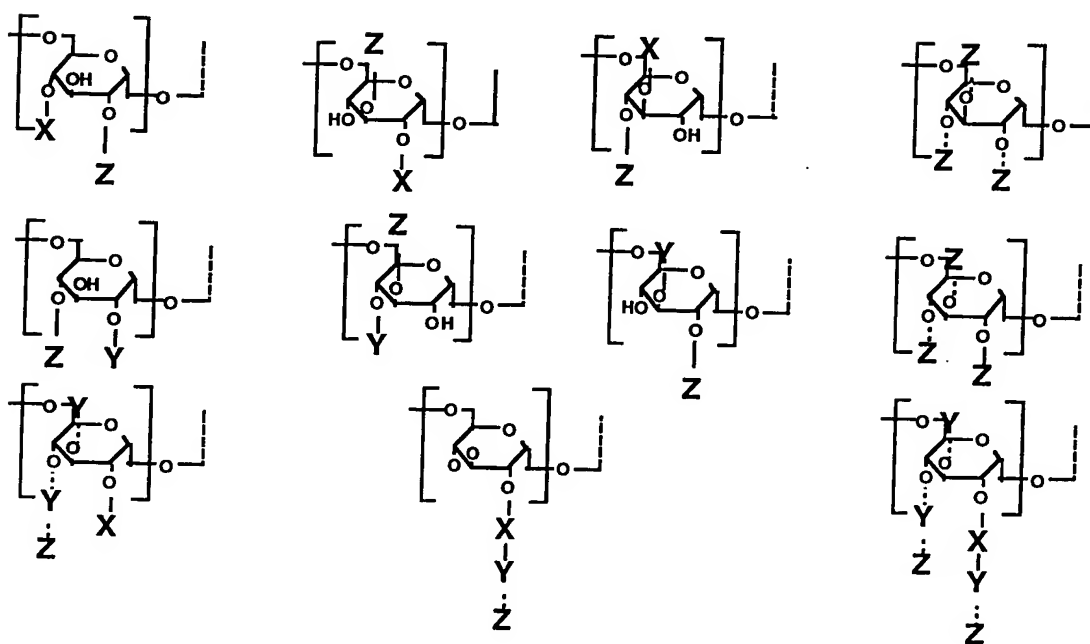 O O OH O O O X Z
Z O O O HO O O X
X O O O O OH O Z
Z O O O O O O Z Z
O O OH O O O Z Y
Z O O O O OH O Y
Y O O O HO O O Z
Z O O O O O O Z Z
Y O O O O O O Y X Z
O O O O O O X Y Z
Y O O O O O O Y X Z Y Z